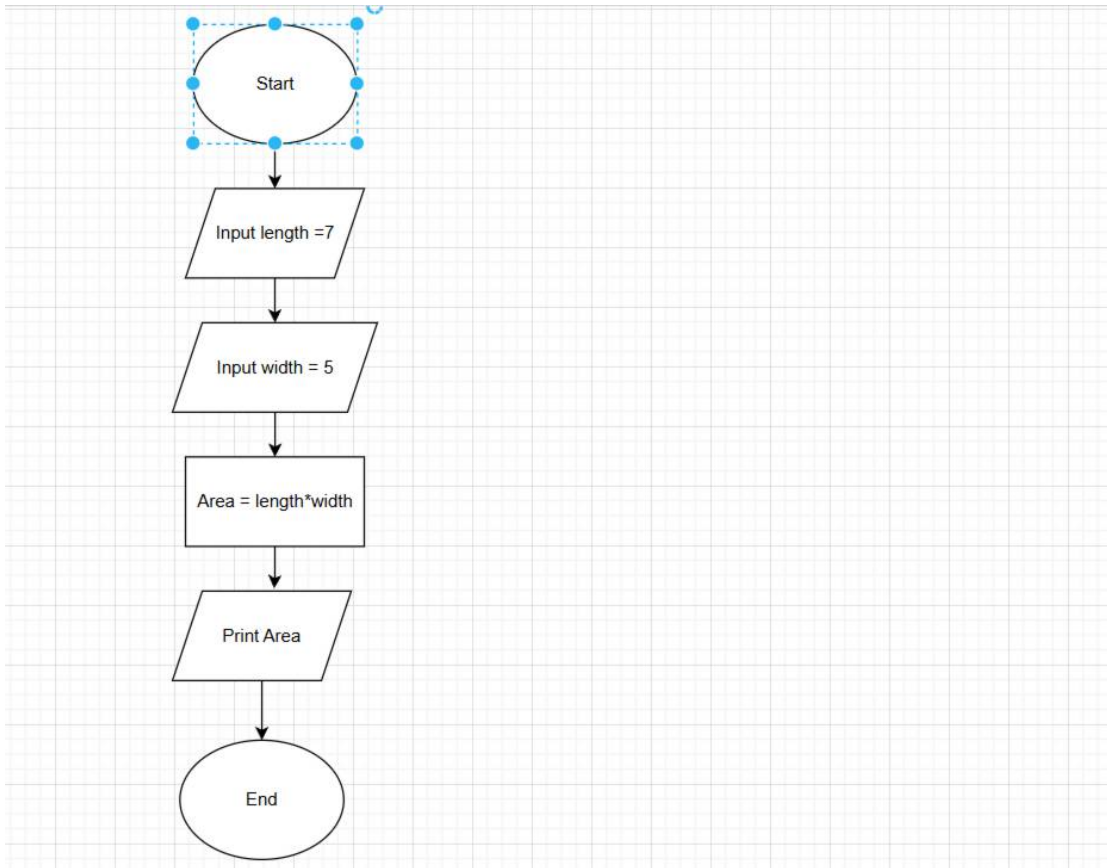 Start
Input length =7
Input width = 5
Area = length*width
Print Area
End